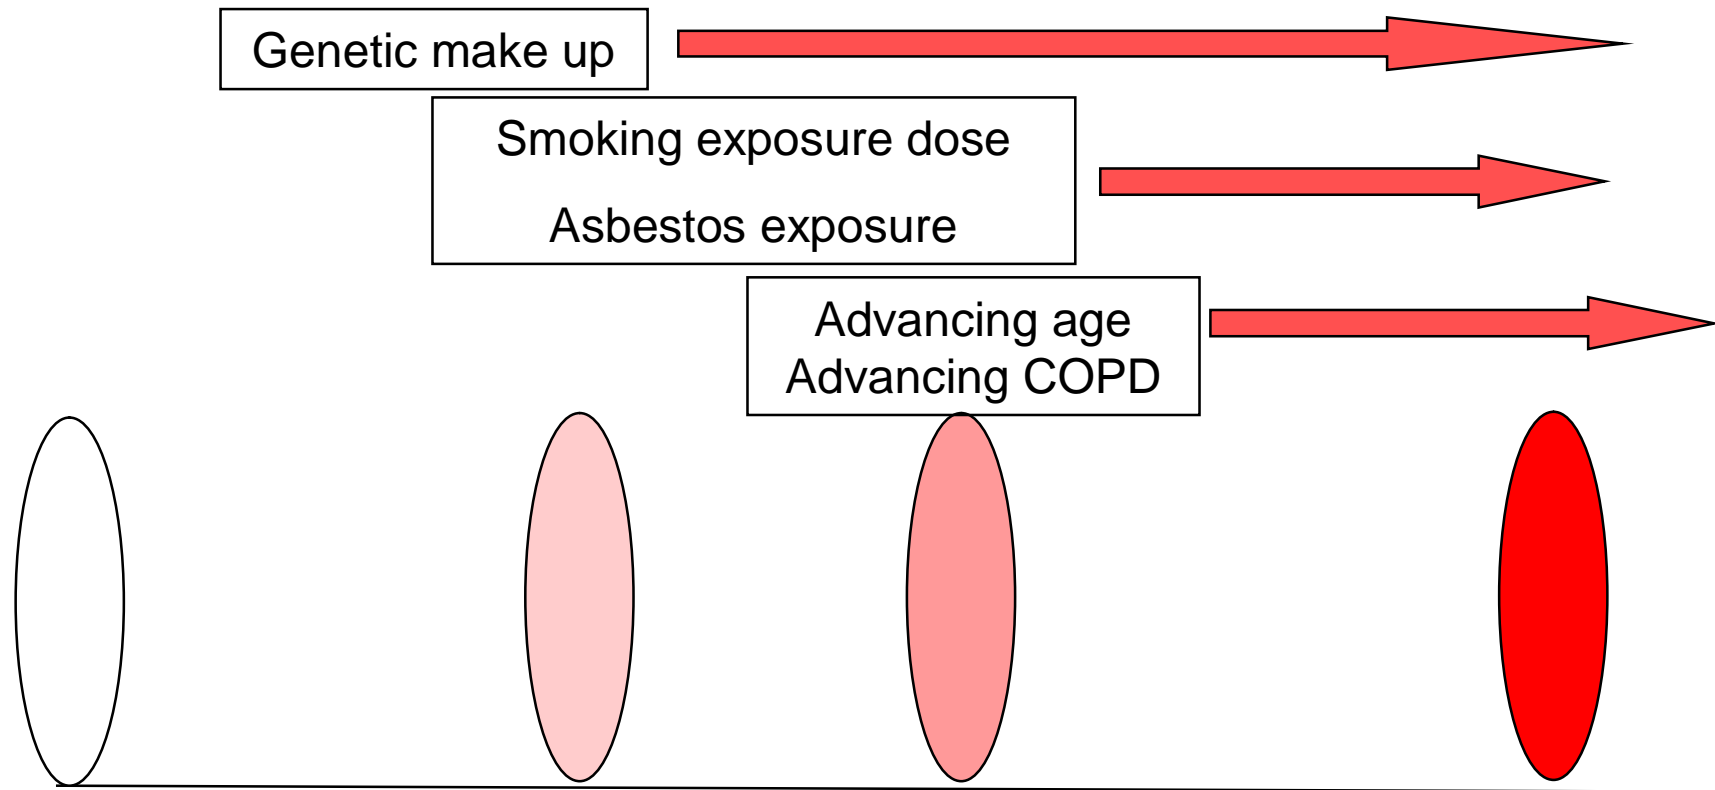 Genetic make up
Smoking exposure dose
Asbestos exposure
Advancing age
Advancing COPD